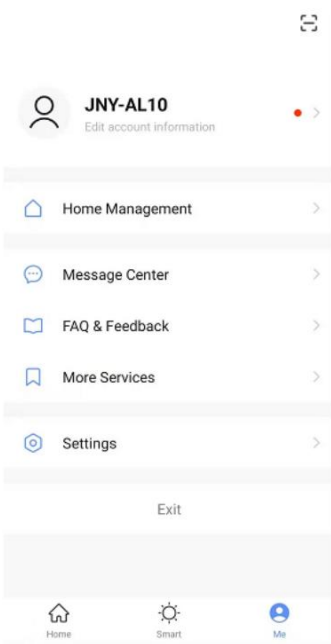 JNY-AL10
Edit account information
Home Management
Message Center
FAQ & Feedback
More Services
Settings
Exit
Home
Smart
Me